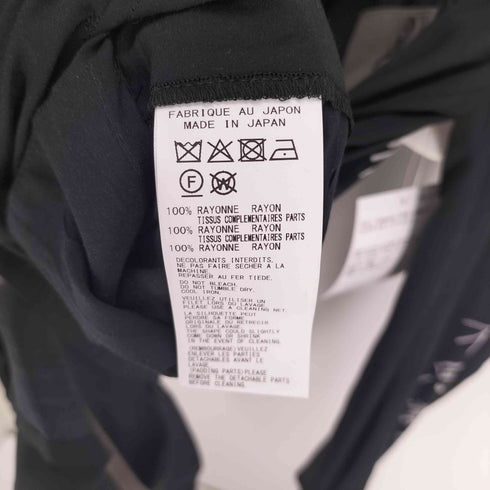 FABRIQUE AU JAPON
MADE IN JAPAN
F W
100% RAYONNE RAYON
TISSUS COMPLEMENTAIRES PARTS
100% RAYONNE RAYON
TISSUS COMPLEMENTAIRES PARTS
100% RAYONNE RAYON
DECOLORANTS INTERDITS,
NE PAS FAIRE SECHER A LA
MACHINE.
REPASSER AU FER TIEDE.
DO NOT BLEACH.
DO NOT TUMBLE DRY.
COOL IRON.
VEUILLEZ UTILISER UN
FILET LORS DU LAVAGE
PLEASE USE A CLEANING NET.
LA SILHOUETTE PEUT
PERDRE SA FORME
ORIGINALE OU RETRECIR
LORS DU LAVAGE
THE SHAPE COULD SLIGHTLY
COME DOWN OR SHRINK
IN THE EVENT OF CLEANING.
(REMBOURRAGE)VEUILLEZ
ENLEVER LES PARTIES
DETACHABLES AVANT LE
LAVAGE
(PADDING PARTS)PLEASE
REMOVE THE DETACHABLE PARTS
BEFORE CLEANING.